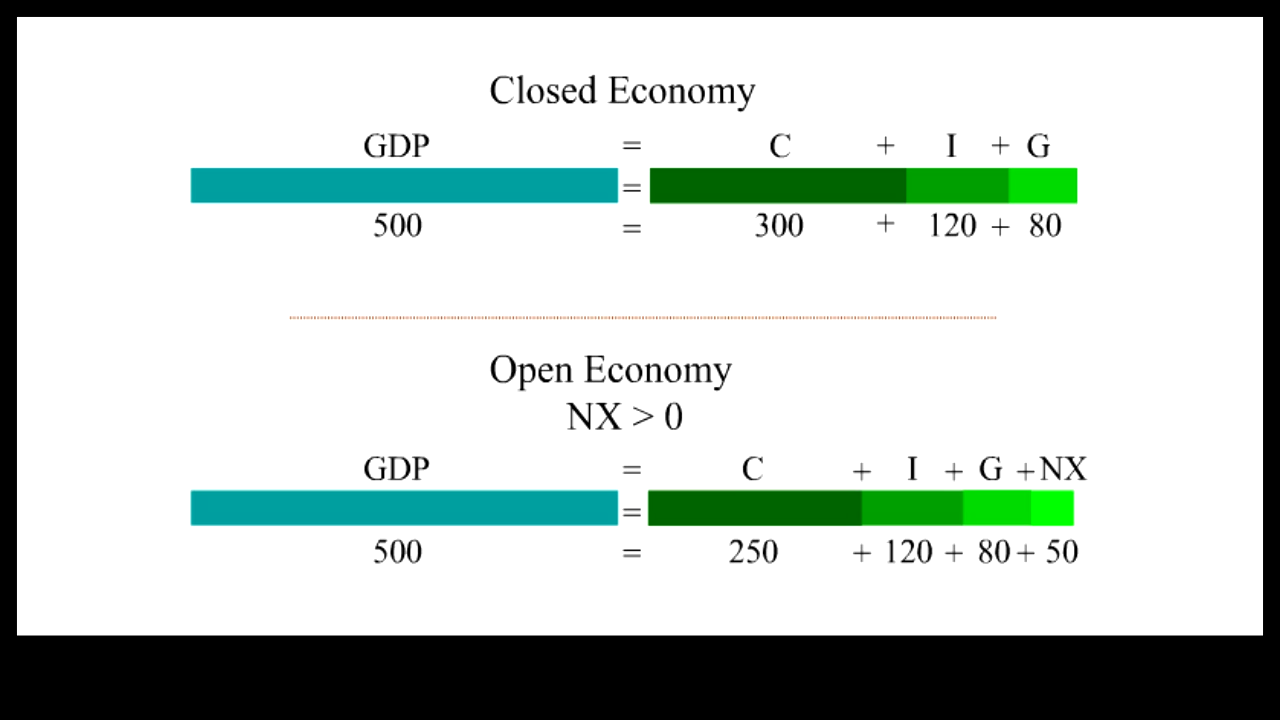 Closed Economy
GDP = C + I + G
=
500 = 300 + 120 + 80
Open Economy
NX > 0
GDP = C + I + G + NX
=
500 = 250 + 120 + 80 + 50